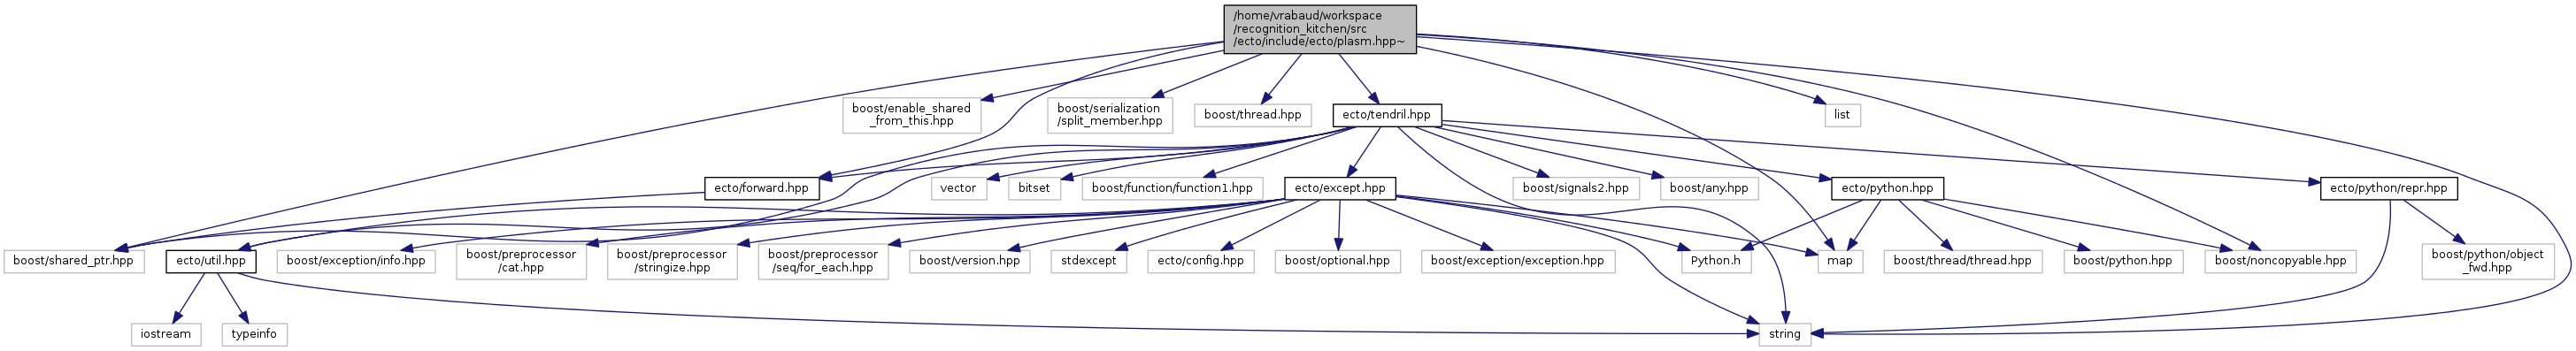 /home/vrabaud/workspace
/recognition_kitchen/src
/ecto/include/ecto/plasm.hpp~
boost/enable_shared
_from_this.hpp
boost/serialization
/split_member.hpp
boost/thread.hpp
ecto/tendril.hpp
list
ecto/forward.hpp
vector
bitset
boost/function/function1.hpp
ecto/except.hpp
boost/signals2.hpp
boost/any.hpp
ecto/python.hpp
ecto/python/repr.hpp
boost/shared_ptr.hpp
ecto/util.hpp
boost/exception/info.hpp
boost/preprocessor
/cat.hpp
boost/preprocessor
/stringize.hpp
boost/preprocessor
/seq/for_each.hpp
boost/version.hpp
stdexcept
ecto/config.hpp
boost/optional.hpp
boost/exception/exception.hpp
Python.h
map
boost/thread/thread.hpp
boost/python.hpp
boost/noncopyable.hpp
boost/python/object
_fwd.hpp
iostream
typeinfo
string